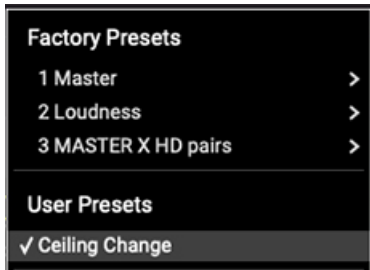 Factory Presets
1 Master
2 Loudness
3 MASTER X HD pairs
User Presets
✓ Ceiling Change